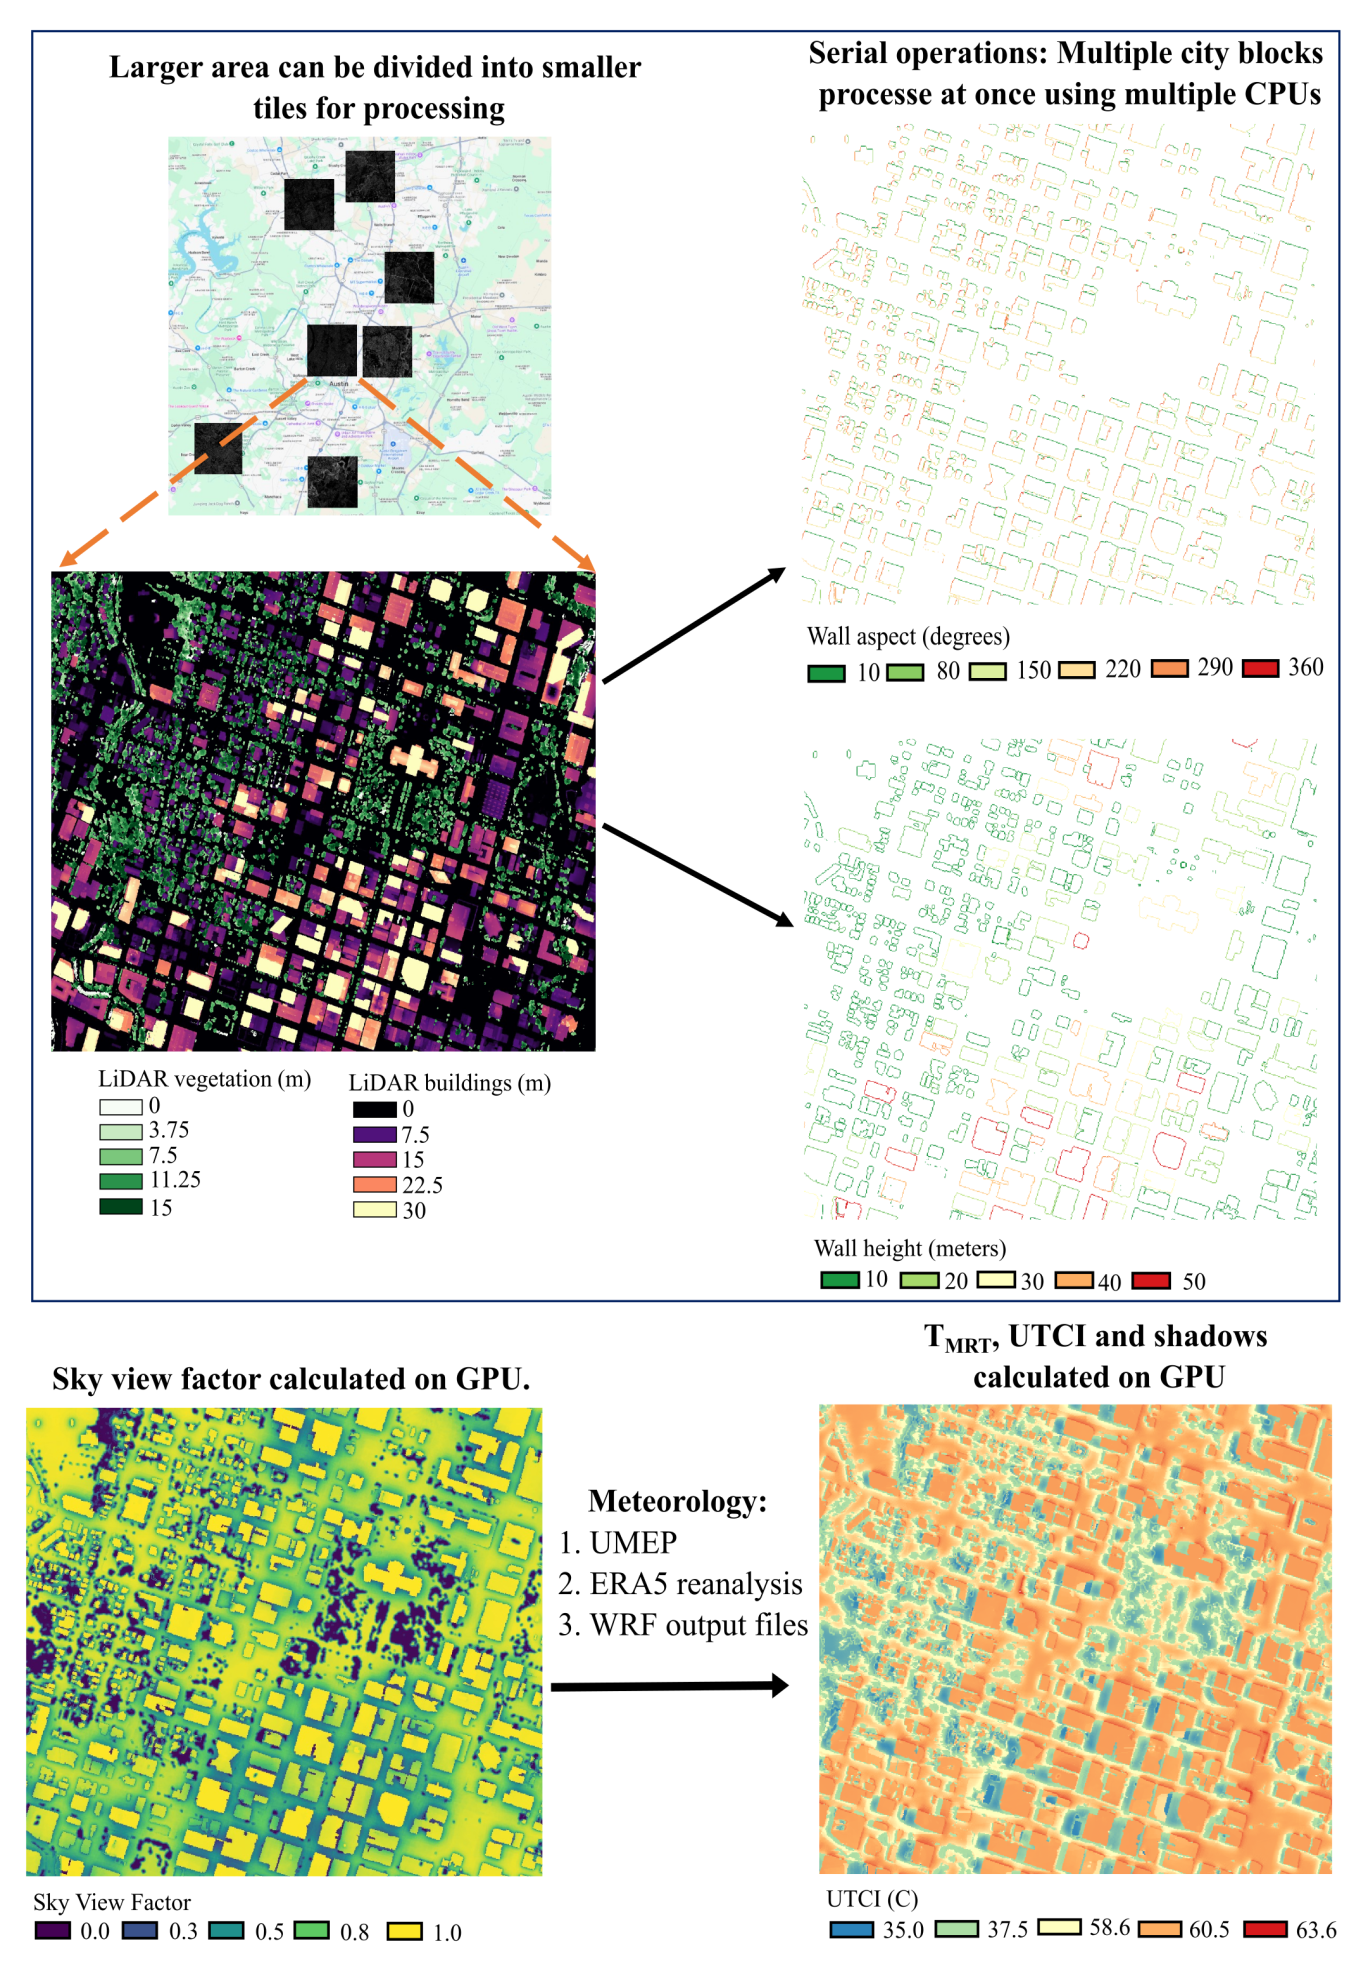 Larger area can be divided into smaller
tiles for processing
Austin
LiDAR vegetation (m)
0
3.75
7.5
11.25
15
LiDAR buildings (m)
0
7.5
15
22.5
30
Serial operations: Multiple city blocks
processe at once using multiple CPUs
Wall aspect (degrees)
10 80 150 220 290 360
Wall height (meters)
10 20 30 40 50
Sky view factor calculated on GPU.
Sky View Factor
0.0 0.3 0.5 0.8 1.0
Meteorology:
1. UMEP
2. ERA5 reanalysis
3. WRF output files
TMRT, UTCI and shadows
calculated on GPU
UTCI (C)
35.0 37.5 58.6 60.5 63.6